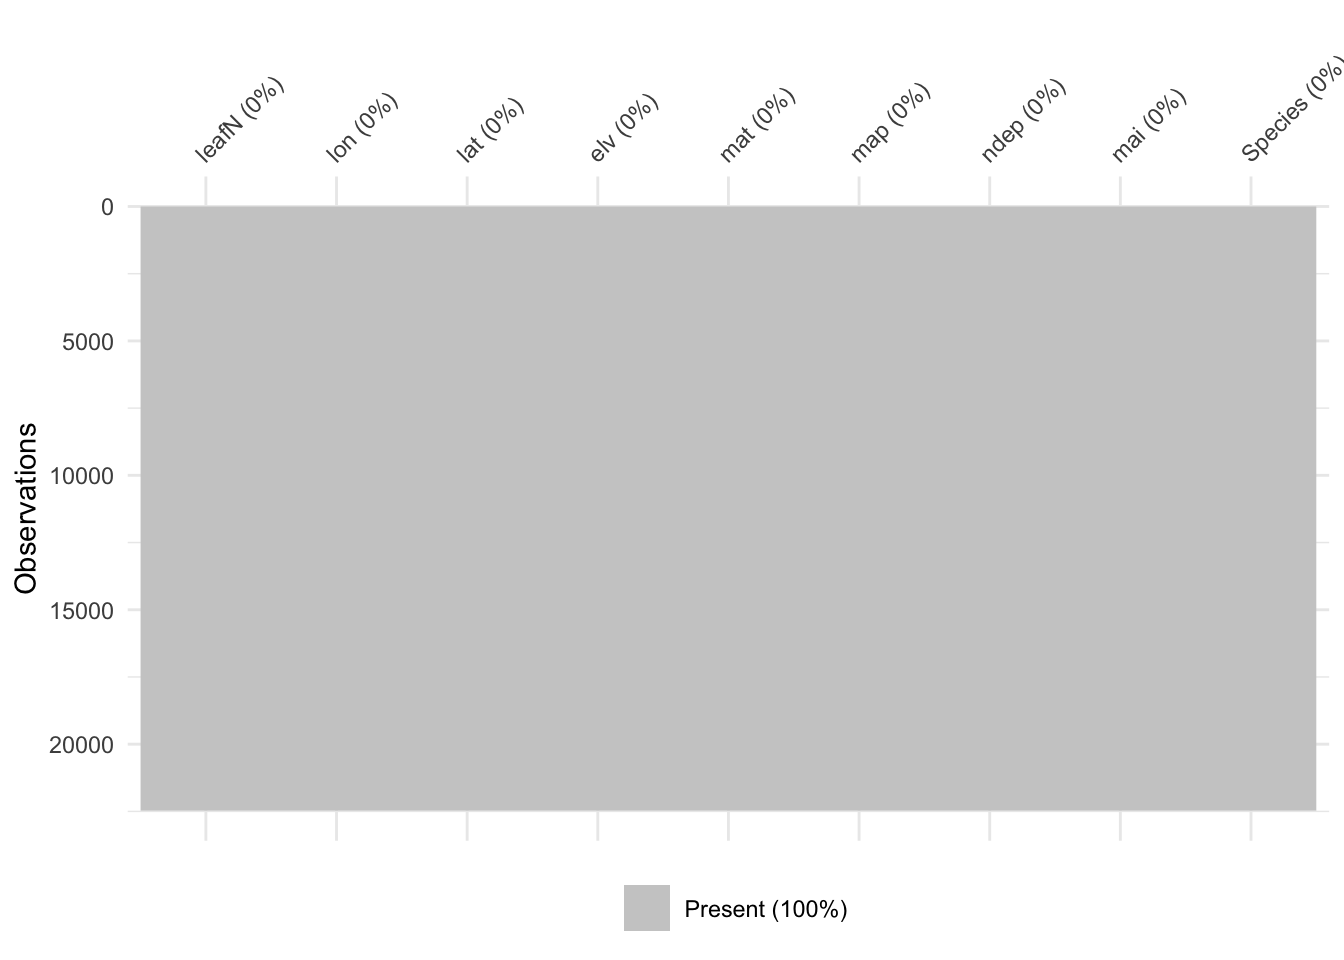 leafN (0%)
lon (0%)
lat (0%)
elv (0%)
mat (0%)
map (0%)
ndep (0%)
mai (0%)
Species (0%)
0
5000
10000
15000
20000
Observations
Present (100%)